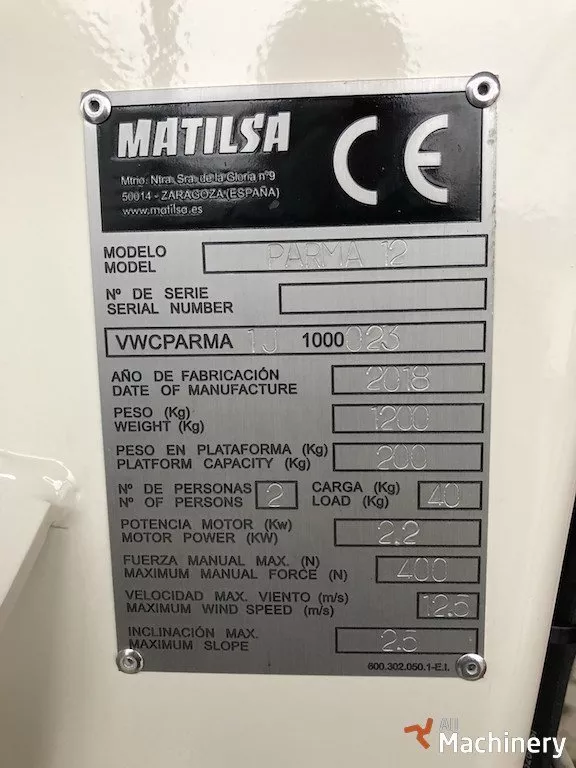 MATILSA
Mtrio. Ntra. Sra. de la Gloria nº9
50014 - ZARAGOZA (ESPAÑA)
www.matilsa.es
CE
MODELO
MODEL
PARMA 12
Nº DE SERIE
SERIAL NUMBER
VWCPARMA 1J 1000 023
AÑO DE FABRICACIÓN
DATE OF MANUFACTURE
2018
PESO (Kg)
WEIGHT (Kg)
1200
PESO EN PLATAFORMA (Kg)
PLATFORM CAPACITY (Kg)
200
Nº DE PERSONAS
Nº OF PERSONS
2
CARGA (Kg)
LOAD (Kg)
40
POTENCIA MOTOR (Kw)
MOTOR POWER (KW)
2.2
FUERZA MANUAL MAX. (N)
MAXIMUM MANUAL FORCE (N)
400
VELOCIDAD MAX. VIENTO (m/s)
MAXIMUM WIND SPEED (m/s)
12.5
INCLINACIÓN MAX.
MAXIMUM SLOPE
2.5
600.302.050.1-E.I.
All
Machinery